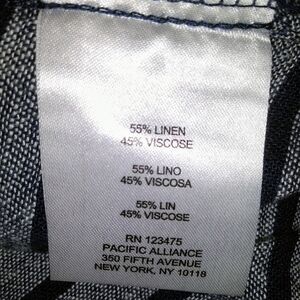 55% LINEN
45% VISCOSE
55% LINO
45% VISCOSA
55% LIN
45% VISCOSE
RN 123475
PACIFIC ALLIANCE
350 FIFTH AVENUE
NEW YORK, NY 10118